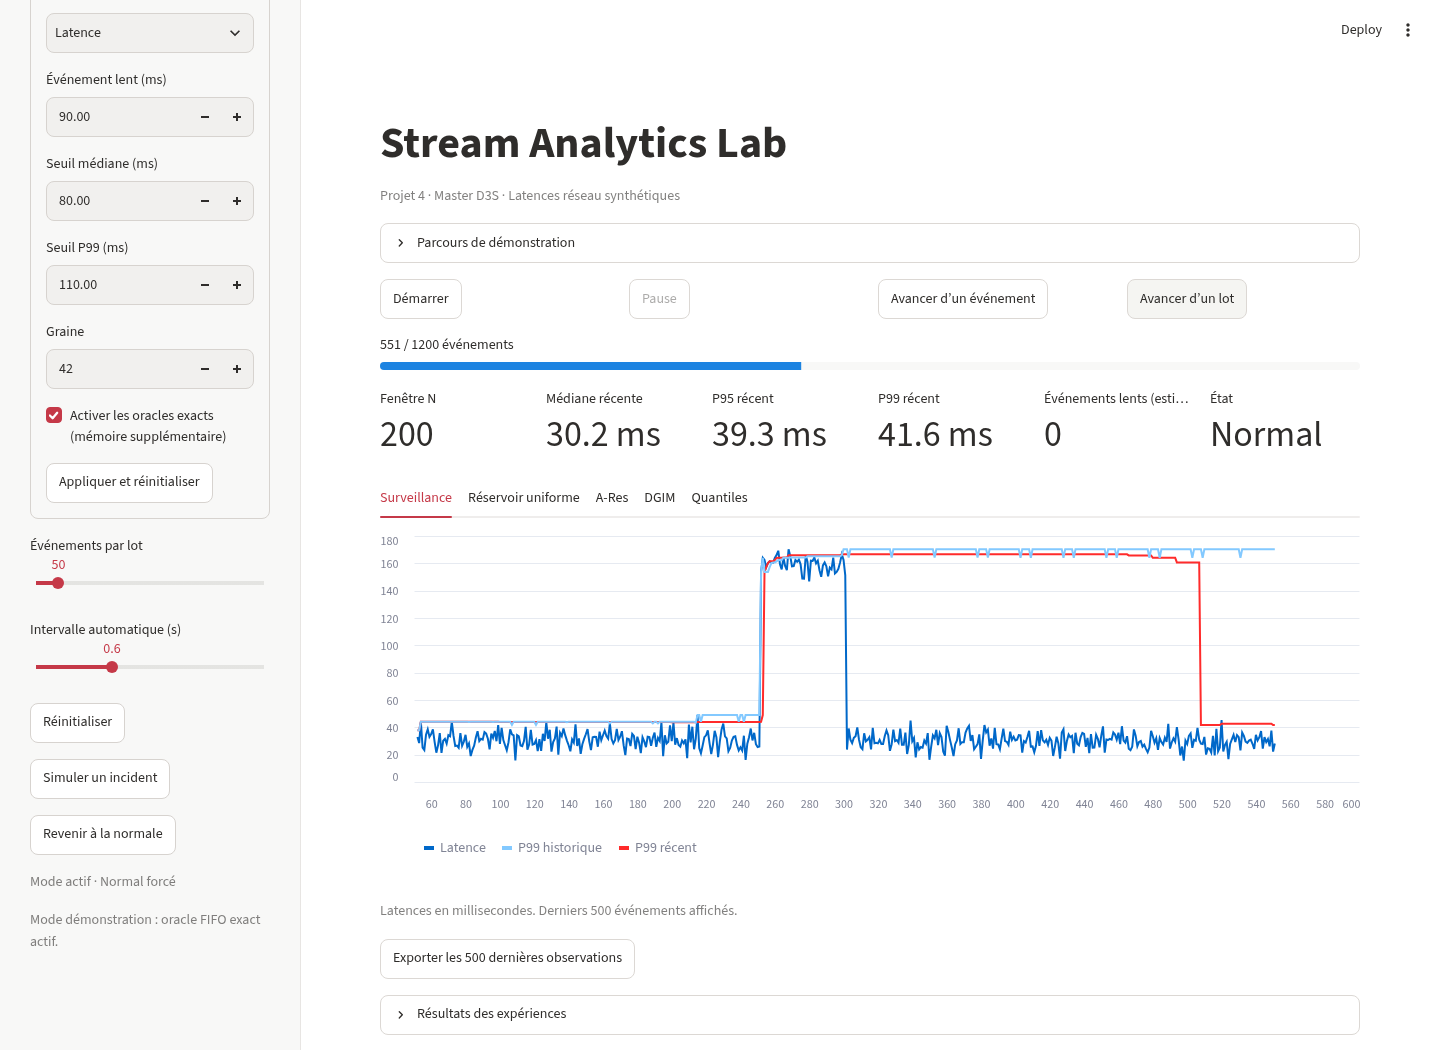 Latence
Événement lent (ms)
90.00
Seuil médiane (ms)
80.00
Seuil P99 (ms)
110.00
Graine
42
Activer les oracles exacts
(mémoire supplémentaire)
Appliquer et réinitialiser
Événements par lot
50
Intervalle automatique (s)
0.6
Réinitialiser
Simuler un incident
Revenir à la normale
Mode actif · Normal forcé
Mode démonstration : oracle FIFO exact
actif.
Deploy
Stream Analytics Lab
Projet 4 · Master D3S · Latences réseau synthétiques
Parcours de démonstration
Démarrer Pause Avancer d’un événement Avancer d’un lot
551 / 1200 événements
Fenêtre N Médiane récente P95 récent P99 récent Événements lents (esti… État
200 30.2 ms 39.3 ms 41.6 ms 0 Normal
Surveillance Réservoir uniforme A-Res DGIM Quantiles
180
160
140
120
100
80
60
40
20
0
60 80 100 120 140 160 180 200 220 240 260 280 300 320 340 360 380 400 420 440 460 480 500 520 540 560 580 600
Latence P99 historique P99 récent
Latences en millisecondes. Derniers 500 événements affichés.
Exporter les 500 dernières observations
Résultats des expériences